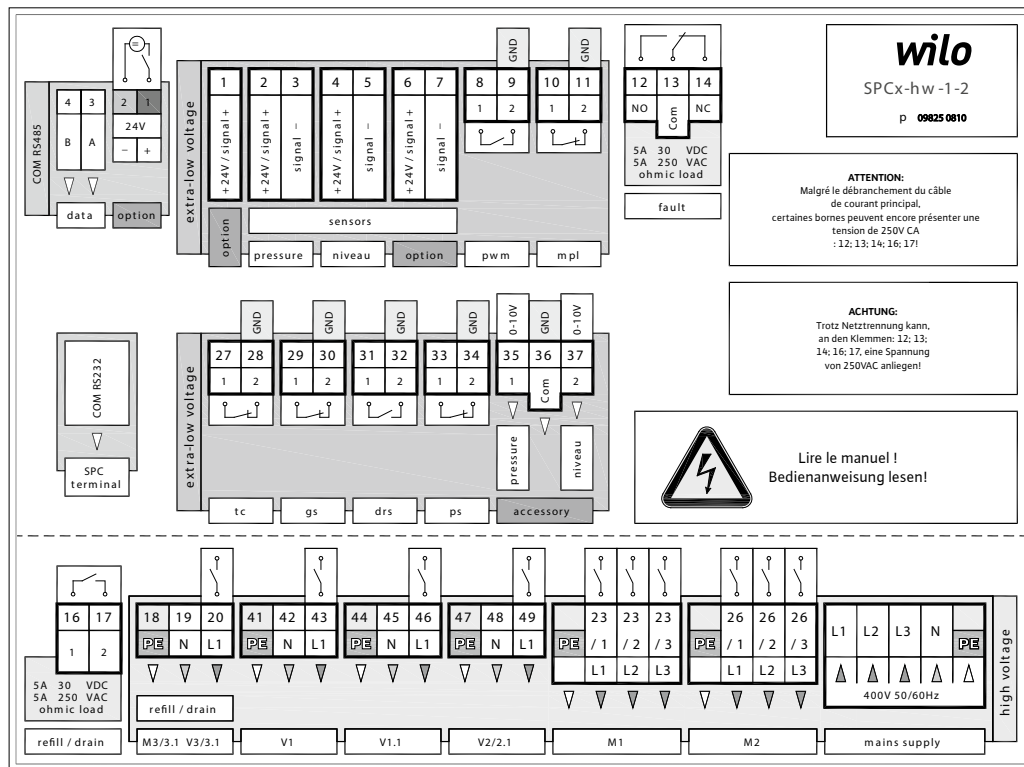 wilo
SPCx-hw -1-2
p 09825 0810
ATTENTION:
Malgré le débranchement du câble
de courant principal,
certaines bornes peuvent encore présenter une
tension de 250V CA
: 12; 13; 14; 16; 17!
ACHTUNG:
Trotz Netztrennung kann,
an den Klemmen: 12; 13;
14; 16; 17, eine Spannung
von 250VAC anliegen!
Lire le manuel !
Bedienanweisung lesen!
COM RS485
4 3 2 1
B A
24V
– +
data option
extra-low voltage
GND GND
1 2 3 4 5 6 7 8 9 10 11
1 2 1 2
+24V / signal+
+24V / signal+
signal –
+24V / signal+
signal –
+24V / signal+
signal –
option
sensors
pressure niveau option pwm mpl
12 13 14
NO Com NC
5A 30 VDC
5A 250 VAC
ohmic load
fault
COM RS232
SPC
terminal
extra-low voltage
GND GND GND GND 0-10V GND 0-10V
27 28 29 30 31 32 33 34 35 36 37
1 2 1 2 1 2 1 2 1 Com 2
pressure niveau
tc gs drs ps accessory
16 17
1 2
5A 30 VDC
5A 250 VAC
ohmic load
refill / drain
18 19 20 41 42 43 44 45 46 47 48 49
PE N L1 PE N L1 PE N L1 PE N L1
refill / drain
M3/3.1 V3/3.1 V1 V1.1 V2/2.1
23 23 23
PE / 1 / 2 / 3
L1 L2 L3
M1
26 26 26
PE / 1 / 2 / 3
L1 L2 L3
M2
L1 L2 L3 N PE
400V 50/60Hz
mains supply
high voltage